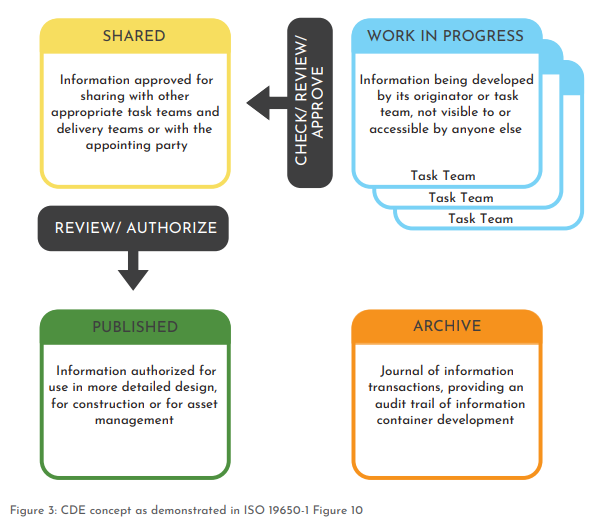 SHARED
Information approved for
sharing with other
appropriate task teams and
delivery teams or with the
appointing party
CHECK/ REVIEW/
APPROVE
WORK IN PROGRESS
Information being developed
by its originator or task
team, not visible to or
accessible by anyone else
Task Team
Task Team
Task Team
REVIEW/ AUTHORIZE
PUBLISHED
Information authorized for
use in more detailed design,
for construction or for asset
management
ARCHIVE
Journal of information
transactions, providing an
audit trail of information
container development
Figure 3: CDE concept as demonstrated in ISO 19650-1 Figure 10